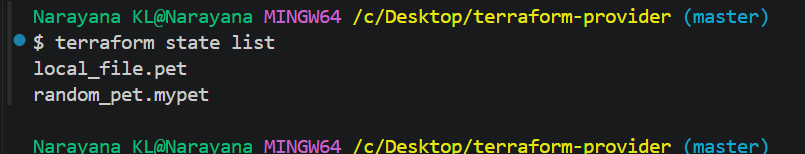 Narayana KL@Narayana MINGW64 /c/Desktop/terraform-provider (master)
$ terraform state list
local_file.pet
random_pet.mypet
Narayana KL@Narayana MINGW64 /c/Desktop/terraform-provider (master)